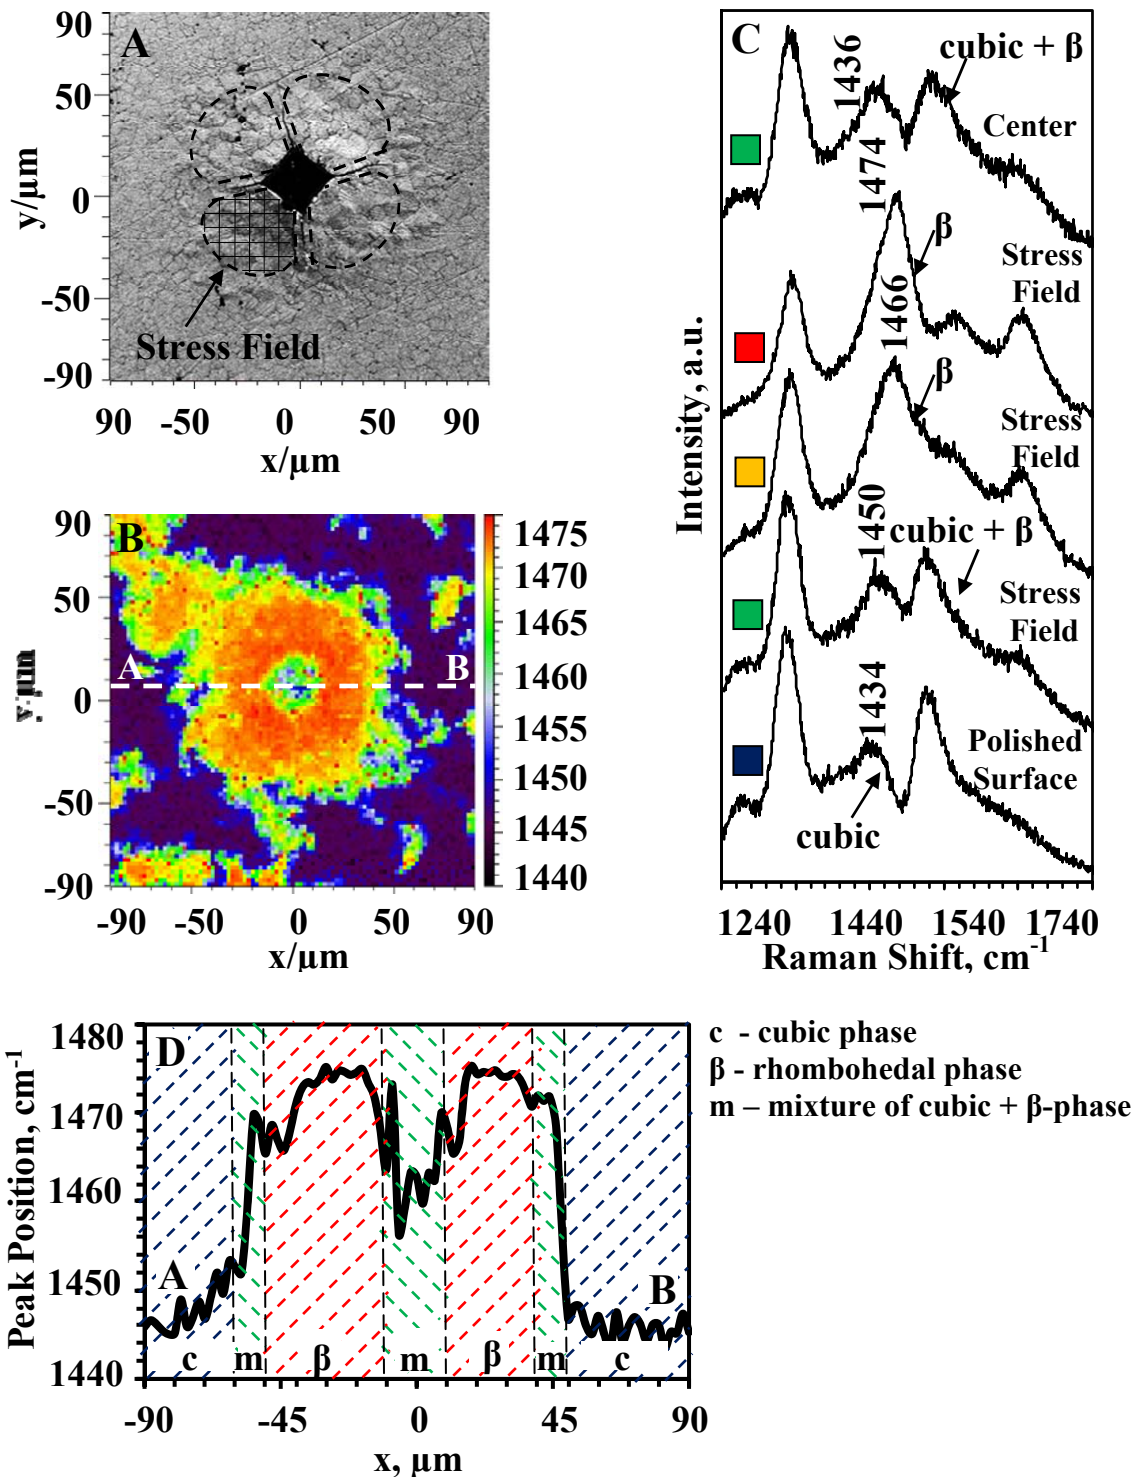 A
90
50
0
-50
-90
y/µm
Stress Field
90 -50 0 50 90
x/µm
B
90
50
0
-50
-90
y/µm
A B
1475
1470
1465
1460
1455
1450
1445
1440
-90 -50 0 50 90
x/µm
C
Intensity, a.u.
1436
cubic + β
Center
1474
β
Stress
Field
1466
β
Stress
Field
1450
cubic + β
Stress
Field
1434
Polished
Surface
cubic
1240 1440 1540 1740
Raman Shift, cm-1
D
1480
1470
1460
1450
1440
Peak Position, cm-1
A B
c m β m β m c
-90 -45 0 45 90
x, µm
c - cubic phase
β - rhombohedal phase
m – mixture of cubic + β-phase